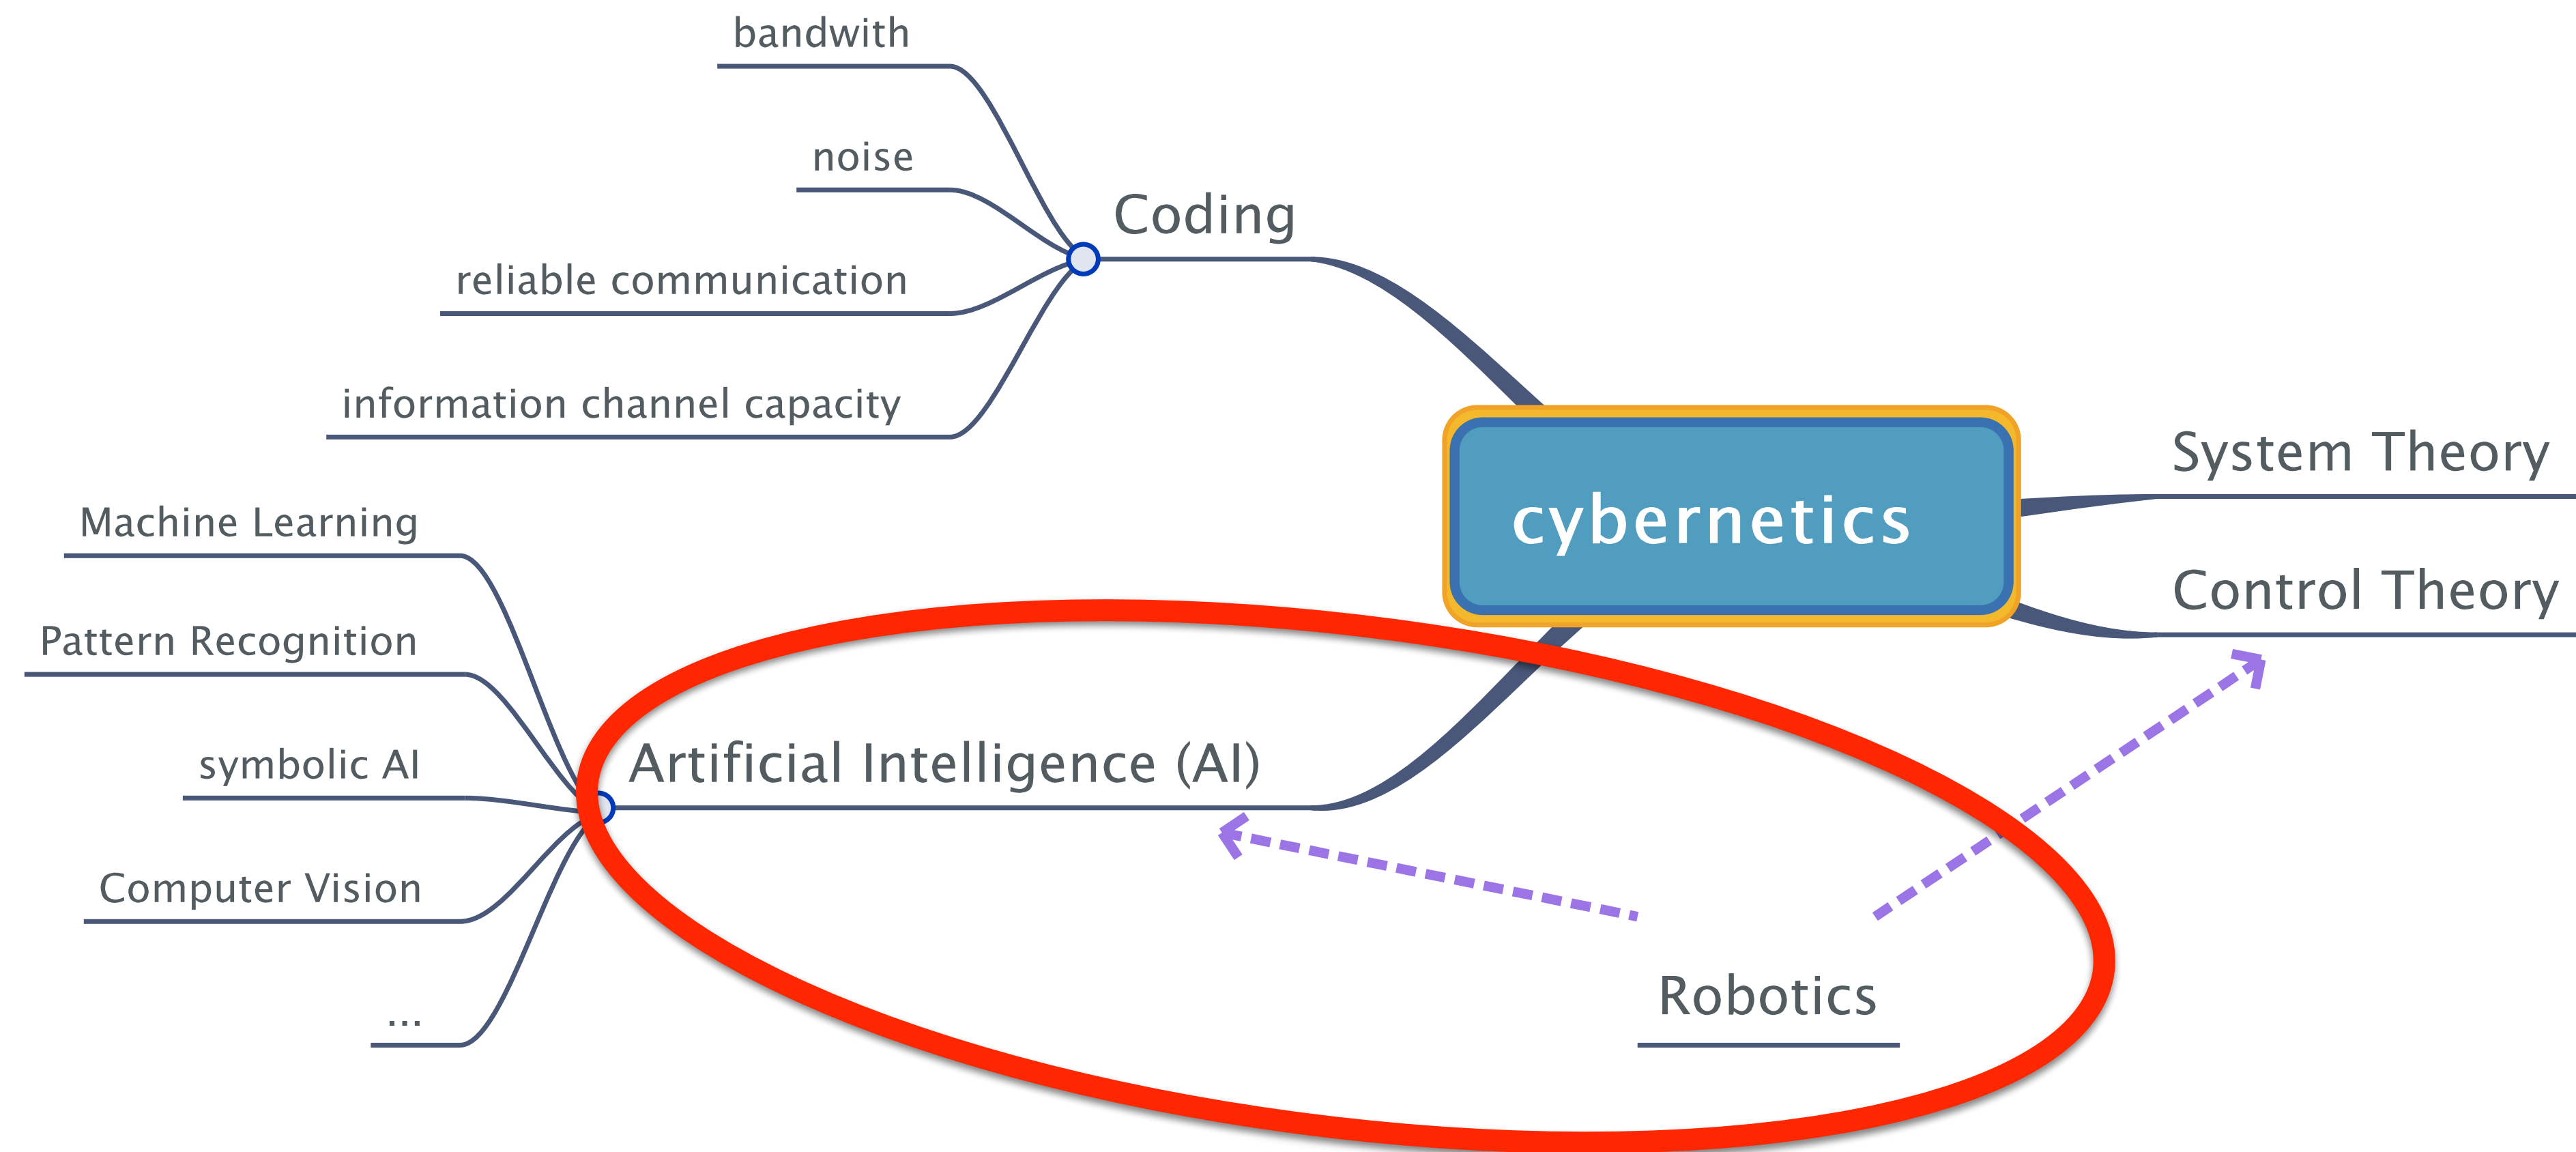 bandwith
noise
Coding
reliable communication
information channel capacity
cybernetics
System Theory
Control Theory
Machine Learning
Pattern Recognition
symbolic AI
Artificial Intelligence (AI)
Computer Vision
...
Robotics